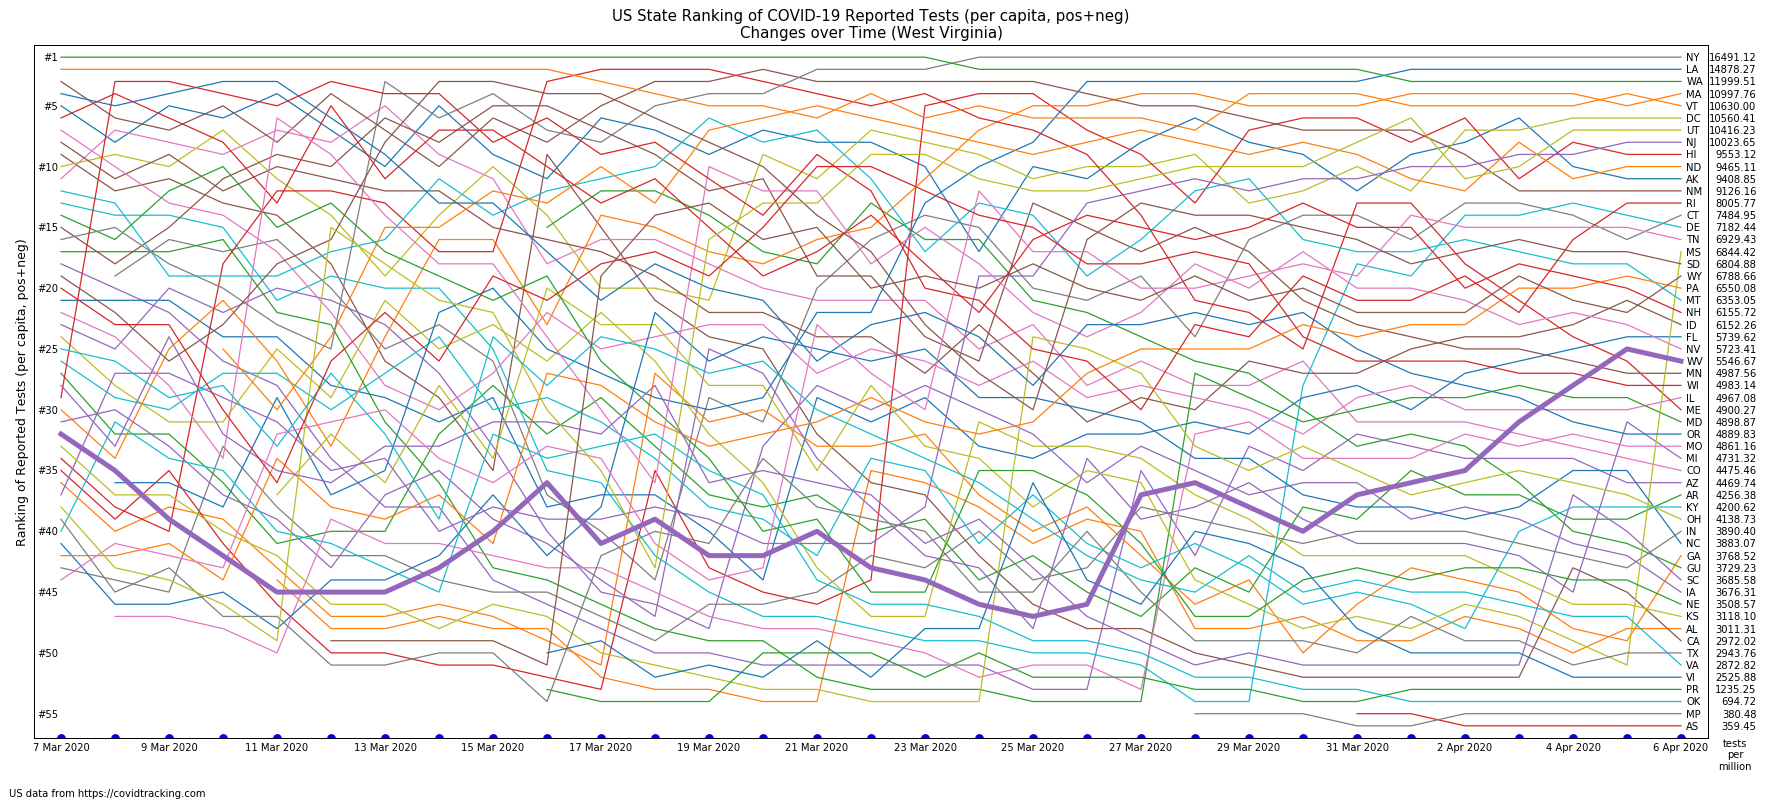 US State Ranking of COVID-19 Reported Tests (per capita, pos+neg)
Changes over Time (West Virginia)
Ranking of Reported Tests (per capita, pos+neg)
#1
#5
#10
#15
#20
#25
#30
#35
#40
#45
#50
#55
NY 16491.12
LA 14878.27
WA 11999.51
MA 10997.76
VT 10630.00
DC 10560.41
UT 10416.23
NJ 10023.65
HI 9553.12
ND 9465.11
AK 9408.85
NM 9126.16
RI 8005.77
CT 7484.95
DE 7182.44
TN 6929.43
MS 6844.42
SD 6804.88
WY 6788.66
PA 6550.08
MT 6353.05
NH 6155.72
ID 6152.26
FL 5739.62
NV 5723.41
WV 5546.67
MN 4987.56
WI 4983.14
IL 4967.08
ME 4900.27
MD 4898.87
OR 4889.83
MO 4861.16
MI 4731.32
CO 4475.46
AZ 4469.74
AR 4256.38
KY 4200.62
OH 4138.73
IN 3890.40
NC 3883.07
GA 3768.52
GU 3729.23
SC 3685.58
IA 3676.31
NE 3508.57
KS 3118.10
AL 3011.31
CA 2972.02
TX 2943.76
VA 2872.82
VI 2525.88
PR 1235.25
OK 694.72
MP 380.48
AS 359.45
7 Mar 2020
9 Mar 2020
11 Mar 2020
13 Mar 2020
15 Mar 2020
17 Mar 2020
19 Mar 2020
21 Mar 2020
23 Mar 2020
25 Mar 2020
27 Mar 2020
29 Mar 2020
31 Mar 2020
2 Apr 2020
4 Apr 2020
6 Apr 2020
tests
per
million
US data from https://covidtracking.com